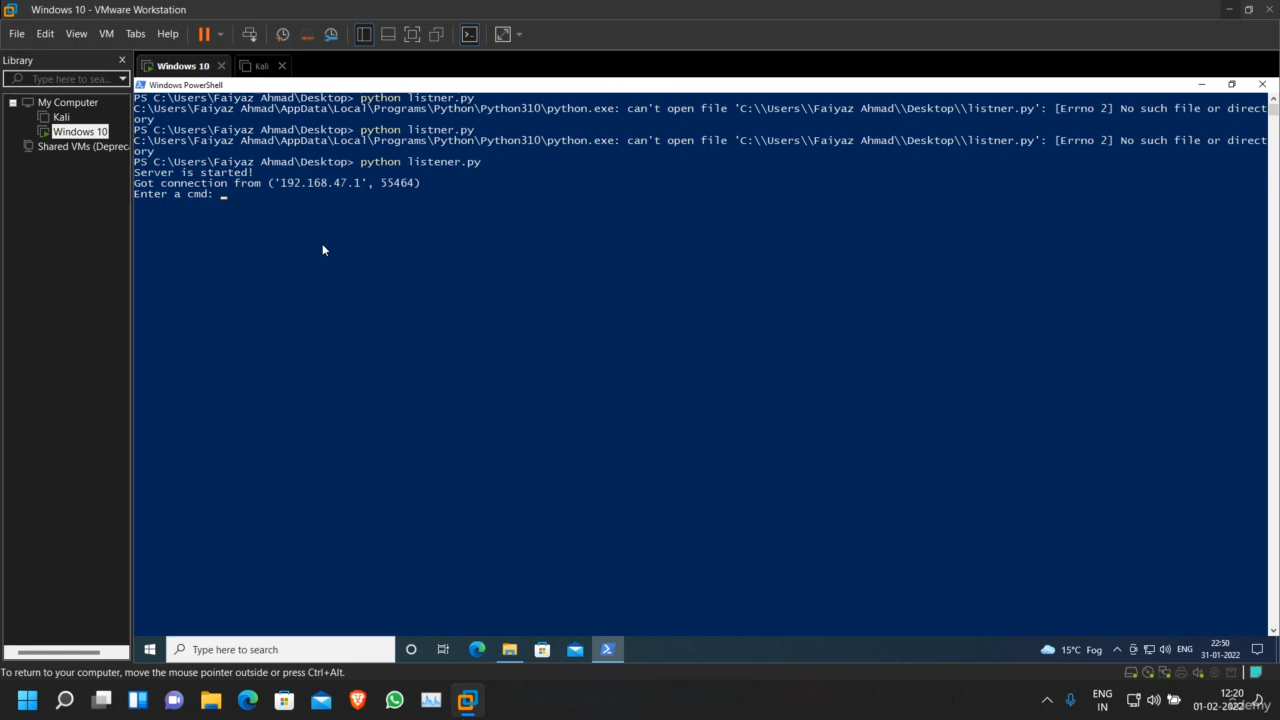 Windows 10 - VMware Workstation
File Edit View VM Tabs Help
Library
Type here to sea...
My Computer
Kali
Windows 10
Shared VMs (Deprec
Windows 10
Kali
Windows PowerShell
PS C:\Users\Faiyaz Ahmad\Desktop> python listner.py
C:\Users\Faiyaz Ahmad\AppData\Local\Programs\Python\Python310\python.exe: can't open file 'C:\\Users\\Faiyaz Ahmad\\Desktop\\listner.py': [Errno 2] No such file or direct
ory
PS C:\Users\Faiyaz Ahmad\Desktop> python listner.py
C:\Users\Faiyaz Ahmad\AppData\Local\Programs\Python\Python310\python.exe: can't open file 'C:\\Users\\Faiyaz Ahmad\\Desktop\\listner.py': [Errno 2] No such file or direct
ory
PS C:\Users\Faiyaz Ahmad\Desktop> python listener.py
Server is started!
Got connection from ('192.168.47.1', 55464)
Enter a cmd:
Type here to search
15°C Fog
ENG
22:50
31-01-2022
To return to your computer, move the mouse pointer outside or press Ctrl+Alt.
ENG
IN
12:20
01-02-2022
Udemy